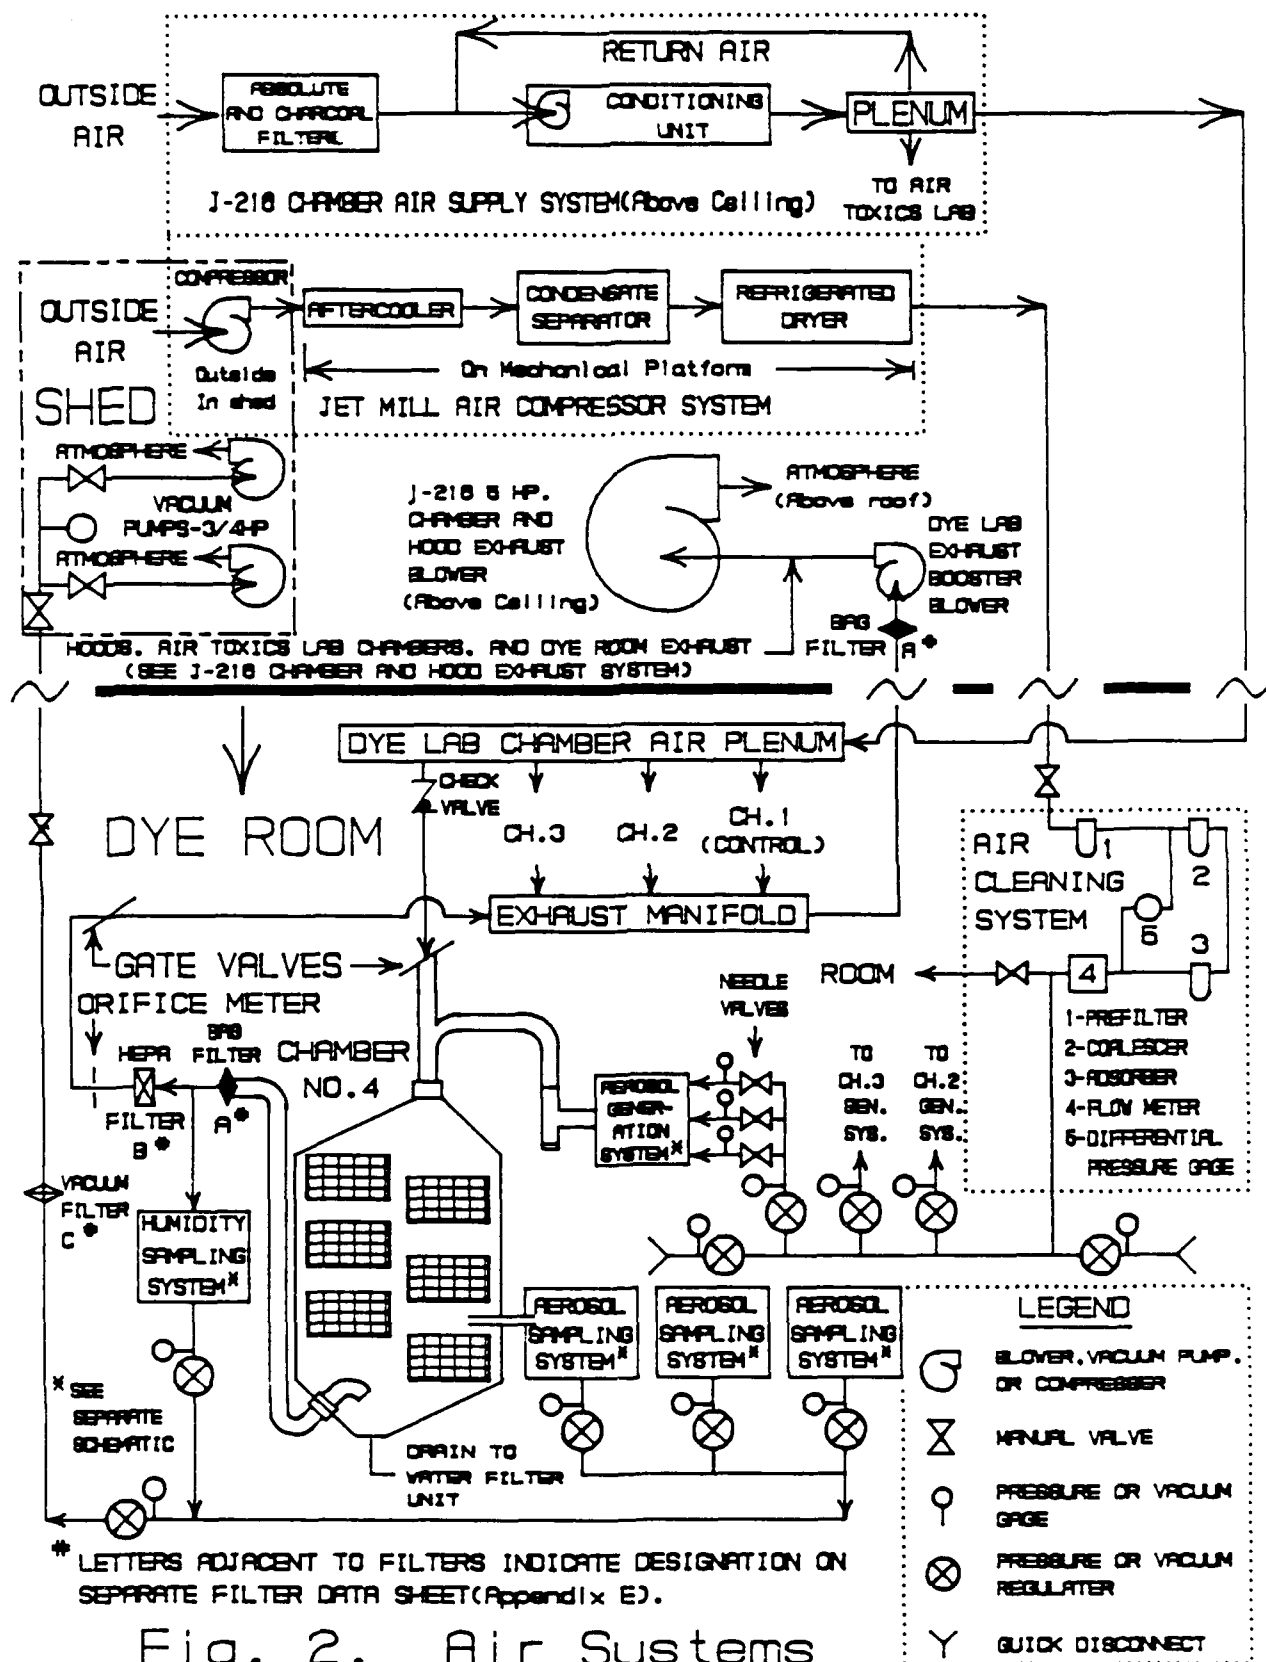 RETURN AIR
OUTSIDE
AIR
ABSOLUTE
AND CHARCOAL
FILTERS
CONDITIONING
UNIT
PLENUM
TO AIR
TOXICS LAB
J-216 CHAMBER AIR SUPPLY SYSTEM(Above Ceiling)
COMPRESSOR
OUTSIDE
AIR
AFTERCOOLER
CONDENSATE
SEPARATOR
REFRIGERATED
DRYER
Outside
In shed
On Mechanical Platform
SHED
JET MILL AIR COMPRESSOR SYSTEM
ATMOSPHERE
VACUUM
PUMPS-3/4HP
ATMOSPHERE
J-216 5 HP.
CHAMBER AND
HOOD EXHAUST
BLOWER
(Above Ceiling)
ATMOSPHERE
(Above roof)
DYE LAB
EXHAUST
BOOSTER
BLOWER
BAG
FILTER A#
HOODS. AIR TOXICS LAB CHAMBERS. AND DYE ROOM EXHAUST
(SEE J-216 CHAMBER AND HOOD EXHAUST SYSTEM)
DYE LAB CHAMBER AIR PLENUM
CHECK
VALVE
CH.3
CH.2
CH.1
(CONTROL)
DYE ROOM
EXHAUST MANIFOLD
AIR
CLEANING
SYSTEM
1
2
5
3
4
1-PREFILTER
2-COALESCER
3-ADSORBER
4-FLOW METER
5-DIFFERENTIAL
PRESSURE GAGE
GATE VALVES
ORIFICE METER
ROOM
NEEDLE
VALVES
HEPA
FILTER
B#
BAG
FILTER
A#
CHAMBER
NO.4
AEROSOL
GENER-
ATION
SYSTEM*
TO
CH.3
GEN.
SYS.
TO
CH.2
GEN.
SYS.
VACUUM
FILTER
C#
HUMIDITY
SAMPLING
SYSTEM*
AEROSOL
SAMPLING
SYSTEM*
AEROSOL
SAMPLING
SYSTEM*
AEROSOL
SAMPLING
SYSTEM*
* SEE
SEPARATE
SCHEMATIC
DRAIN TO
WATER FILTER
UNIT
LEGEND
BLOWER.VACUUM PUMP.
OR COMPRESSER
MANUAL VALVE
PRESSURE OR VACUUM
GAGE
PRESSURE OR VACUUM
REGULATER
QUICK DISCONNECT
# LETTERS ADJACENT TO FILTERS INDICATE DESIGNATION ON
SEPARATE FILTER DATA SHEET(Appendix E).
Fig. 2. Air Systems